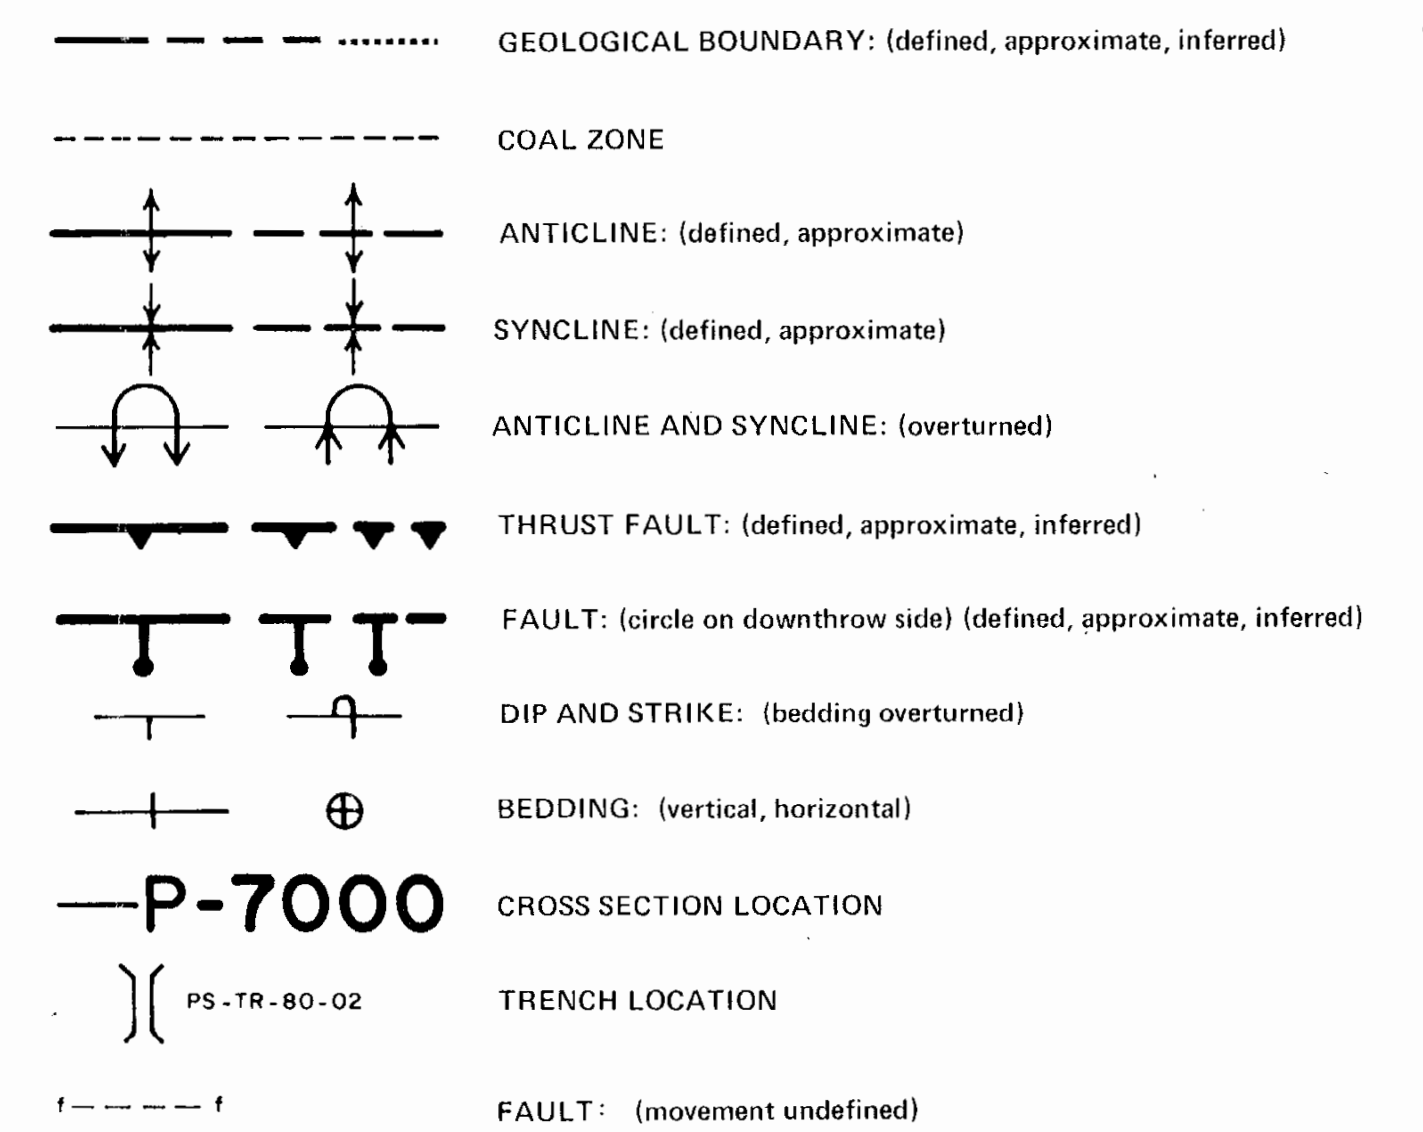 GEOLOGICAL BOUNDARY: (defined, approximate, inferred)
COAL ZONE
ANTICLINE: (defined, approximate)
SYNCLINE: (defined, approximate)
ANTICLINE AND SYNCLINE: (overturned)
THRUST FAULT: (defined, approximate, inferred)
FAULT: (circle on downthrow side) (defined, approximate, inferred)
DIP AND STRIKE: (bedding overturned)
BEDDING: (vertical, horizontal)
P-7000 CROSS SECTION LOCATION
PS-TR-80-02 TRENCH LOCATION
f f FAULT: (movement undefined)